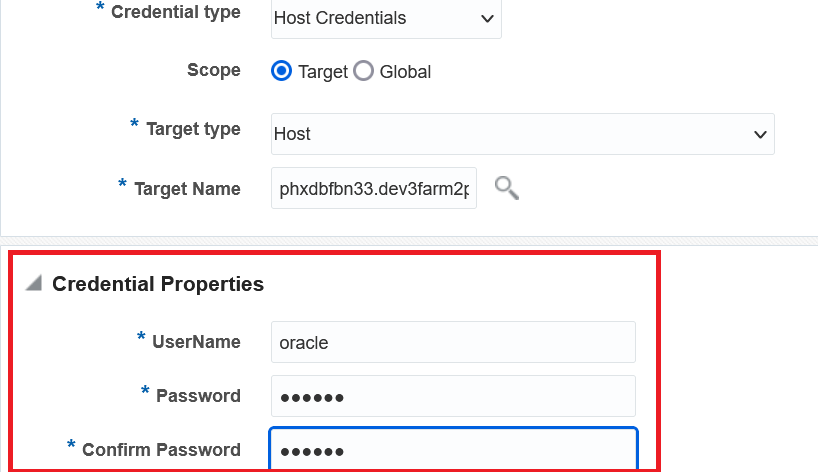 * Credential type Host Credentials
Scope Target Global
* Target type Host
* Target Name phxdbfbn33.dev3farm2p
Credential Properties
* UserName oracle
* Password ●●●●●●
* Confirm Password ●●●●●●